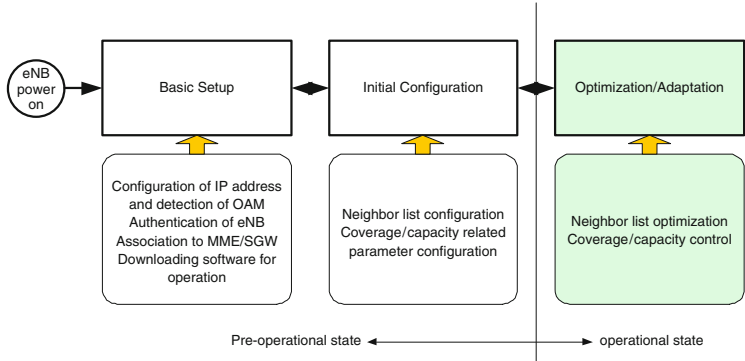 eNB
power
on
Basic Setup
Initial Configuration
Optimization/Adaptation
Configuration of IP address
and detection of OAM
Authentication of eNB
Association to MME/SGW
Downloading software for
operation
Neighbor list configuration
Coverage/capacity related
parameter configuration
Neighbor list optimization
Coverage/capacity control
Pre-operational state
operational state